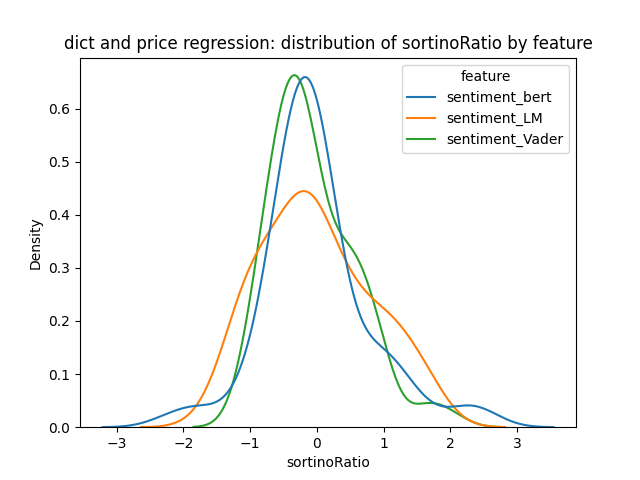 dict and price regression: distribution of sortinoRatio by feature
feature
sentiment_bert
sentiment_LM
sentiment_Vader
Density
0.6
0.5
0.4
0.3
0.2
0.1
0.0
−3 −2 −1 0 1 2 3
sortinoRatio